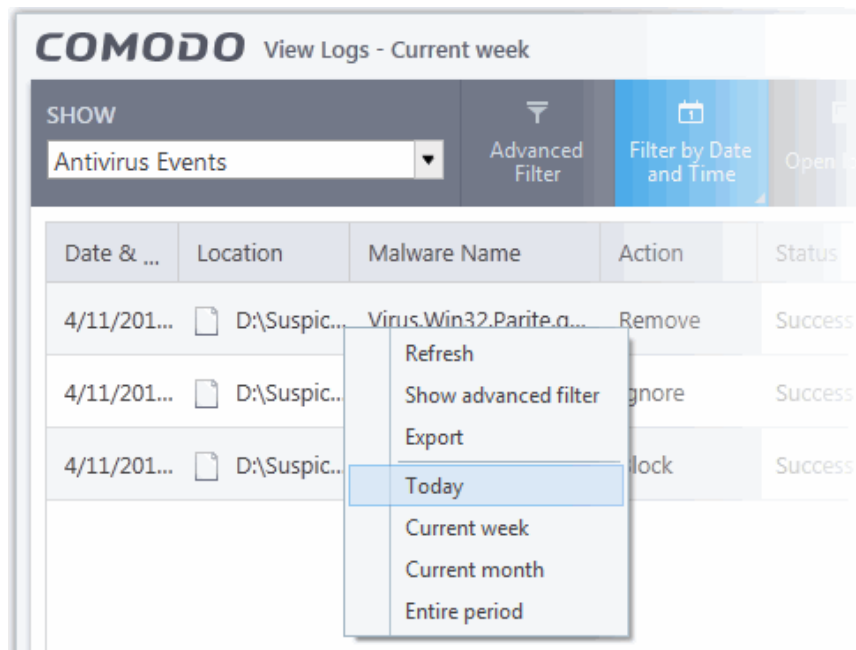 COMODO View Logs - Current week
SHOW
Antivirus Events
Advanced
Filter
Filter by Date
and Time
Open
Date & ... Location Malware Name Action Status
4/11/201... D:\Suspic... Virus.Win32.Parite.g... Remove Success
4/11/201... D:\Suspic... gnore Success
4/11/201... D:\Suspic... lock Success
Refresh
Show advanced filter
Export
Today
Current week
Current month
Entire period